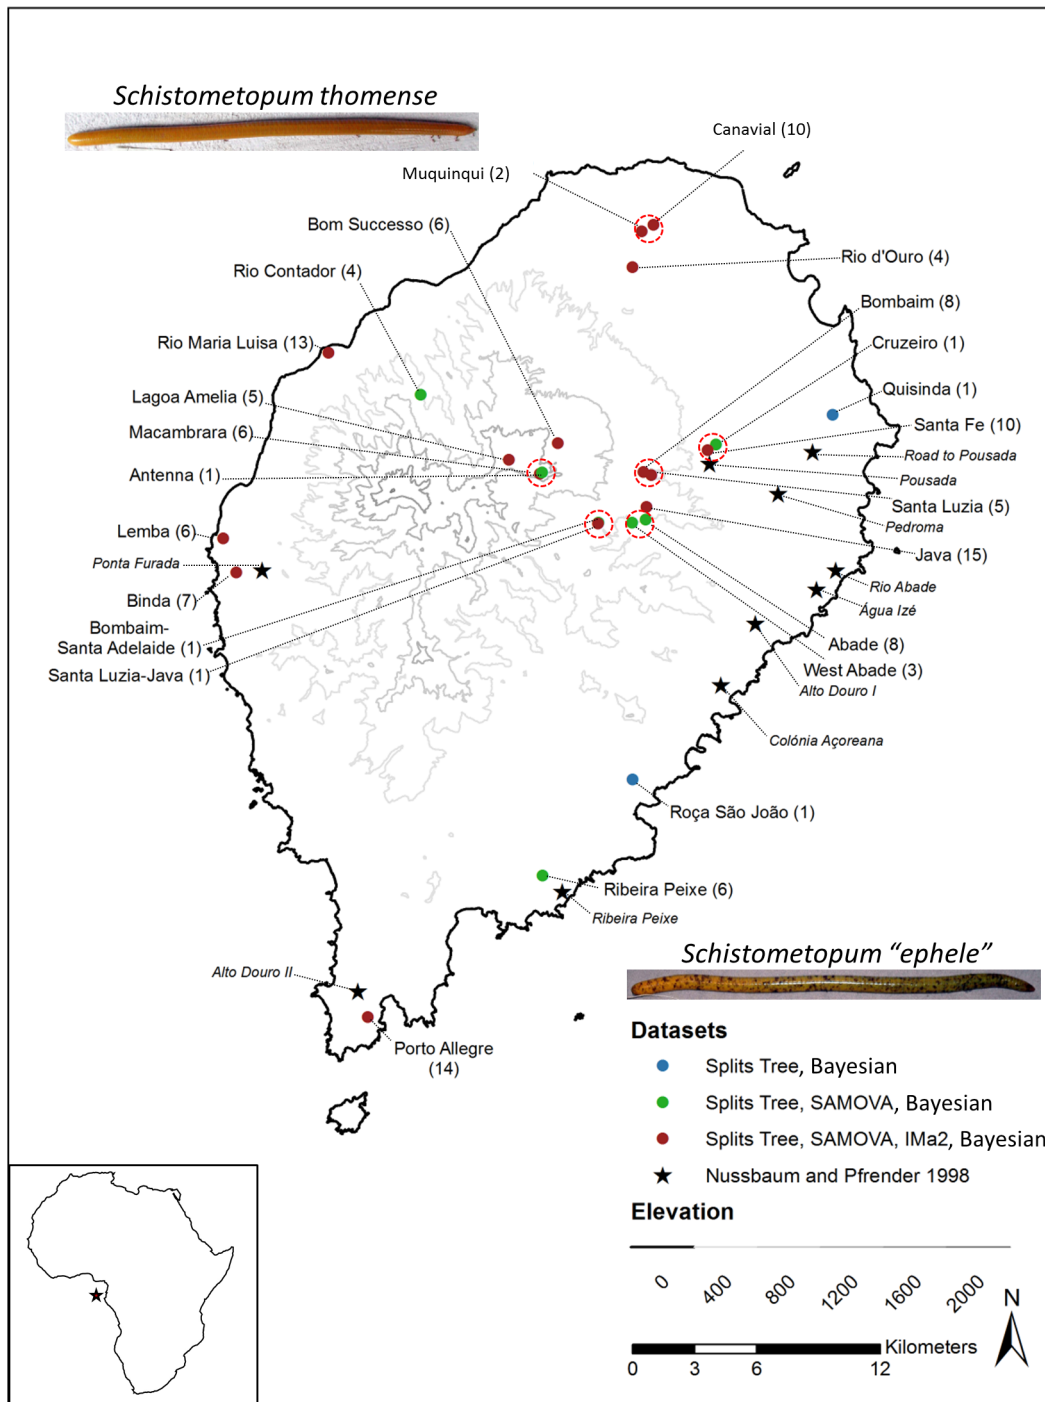 Schistometopum thomense
Canavial (10)
Muquinqui (2)
Bom Successo (6)
Rio d'Ouro (4)
Rio Contador (4)
Bombaim (8)
Cruzeiro (1)
Rio Maria Luisa (13)
Quisinda (1)
Lagoa Amelia (5)
Santa Fe (10)
Macambrara (6)
Road to Pousada
Antenna (1)
Pousada
Santa Luzia (5)
Pedroma
Lemba (6)
Java (15)
Ponta Furada
Rio Abade
Binda (7)
Água Izé
Bombaim-
Santa Adelaide (1)
Abade (8)
Santa Luzia-Java (1)
West Abade (3)
Alto Douro I
Colónia Açoreana
Roça São João (1)
Ribeira Peixe (6)
Ribeira Peixe
Schistometopum “ephele”
Alto Douro II
Porto Allegre
(14)
Datasets
Splits Tree, Bayesian
Splits Tree, SAMOVA, Bayesian
Splits Tree, SAMOVA, IMa2, Bayesian
Nussbaum and Pfrender 1998
Elevation
0 400 800 1200 1600 2000
N
Kilometers
0 3 6 12